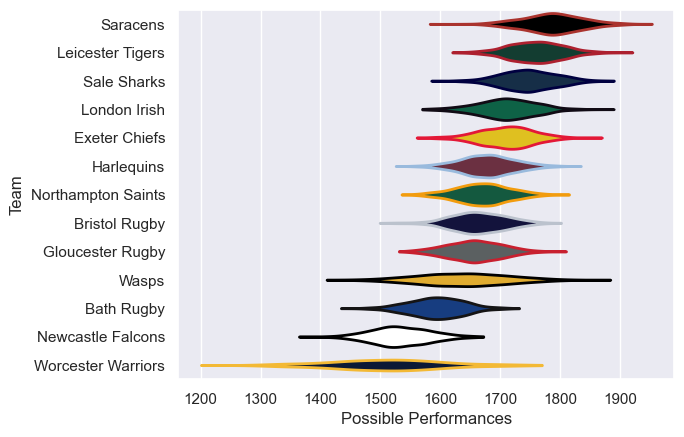 Saracens
Leicester Tigers
Sale Sharks
London Irish
Exeter Chiefs
Harlequins
Northampton Saints
Bristol Rugby
Gloucester Rugby
Wasps
Bath Rugby
Newcastle Falcons
Worcester Warriors
Team
1200 1300 1400 1500 1600 1700 1800 1900
Possible Performances